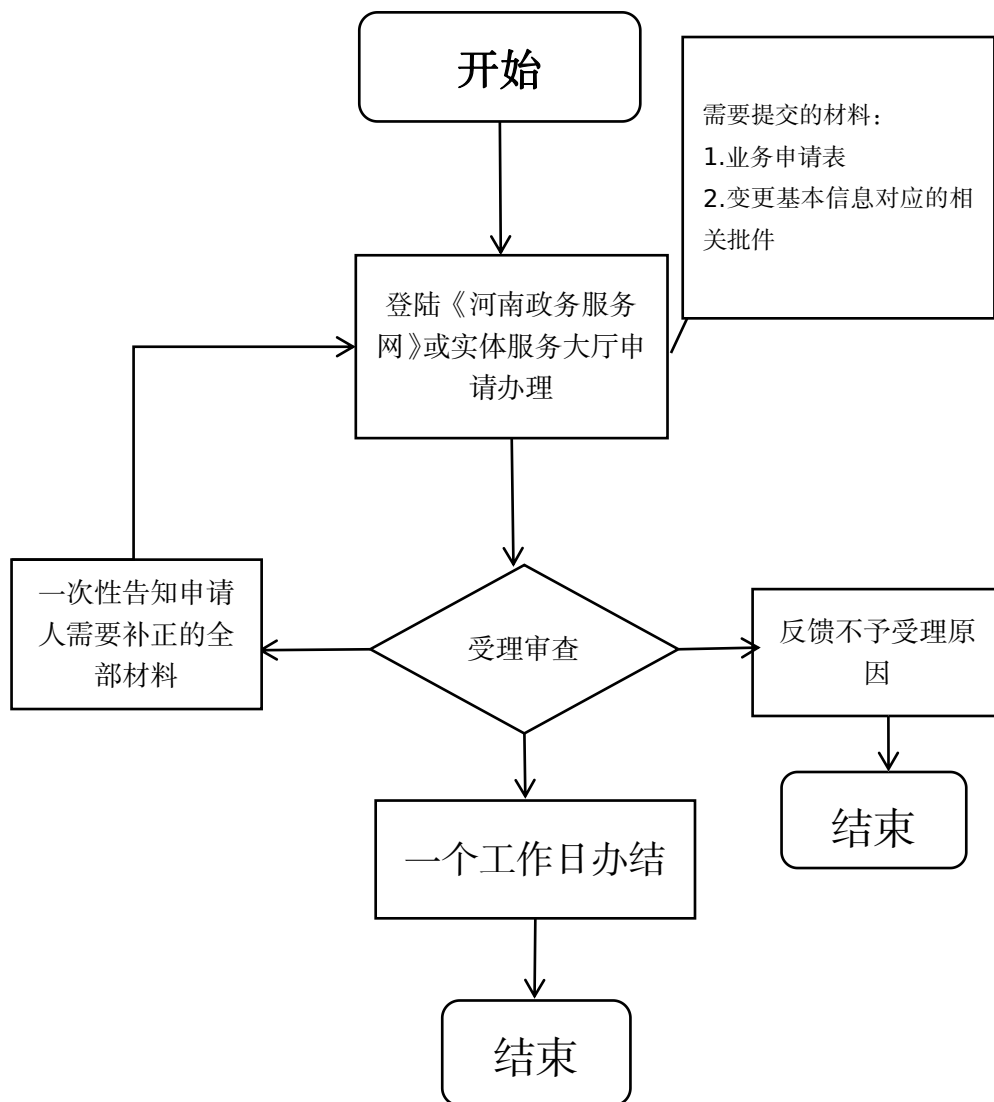 开始
需要提交的材料：
1.业务申请表
2.变更基本信息对应的相
关批件
登陆《河南政务服务
网》或实体服务大厅申
请办理
一次性告知申请
人需要补正的全
部材料
受理审查
反馈不予受理原
因
结束
一个工作日办结
结束